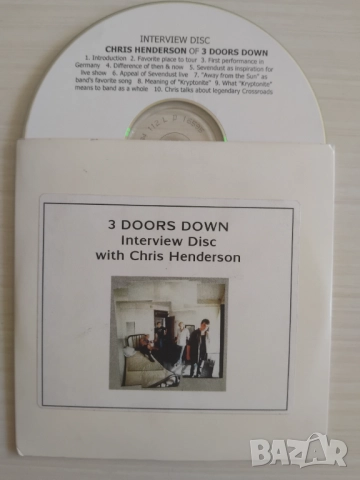 INTERVIEW DISC
CHRIS HENDERSON OF 3 DOORS DOWN
1. Introduction 2. Favorite place to tour 3. First performance in
Germany 4. Difference of then & now 5. Sevendust as inspiration for
live show 6. Appeal of Sevendust live 7. "Away from the Sun" as
band's favorite song 8. Meaning of "Kryptonite" 9. What "Kryptonite"
means to band as a whole 10. Chris talks about legendary Crossroads
3 DOORS DOWN
Interview Disc
with Chris Henderson
BAZAR.bg